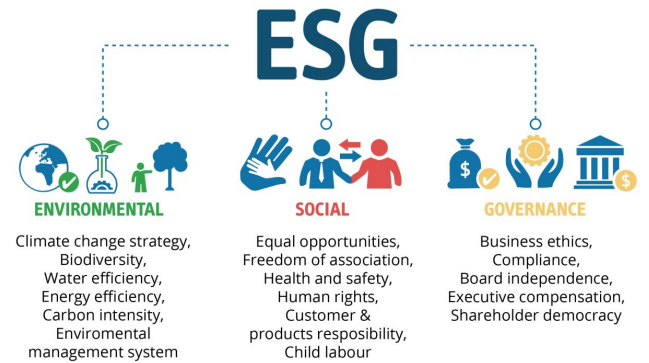 ESG
ENVIRONMENTAL
Climate change strategy,
Biodiversity,
Water efficiency,
Energy efficiency,
Carbon intensity,
Enviromental
management system
SOCIAL
Equal opportunities,
Freedom of association,
Health and safety,
Human rights,
Customer &
products resposibility,
Child labour
$
$
GOVERNANCE
Business ethics,
Compliance,
Board independence,
Executive compensation,
Shareholder democracy